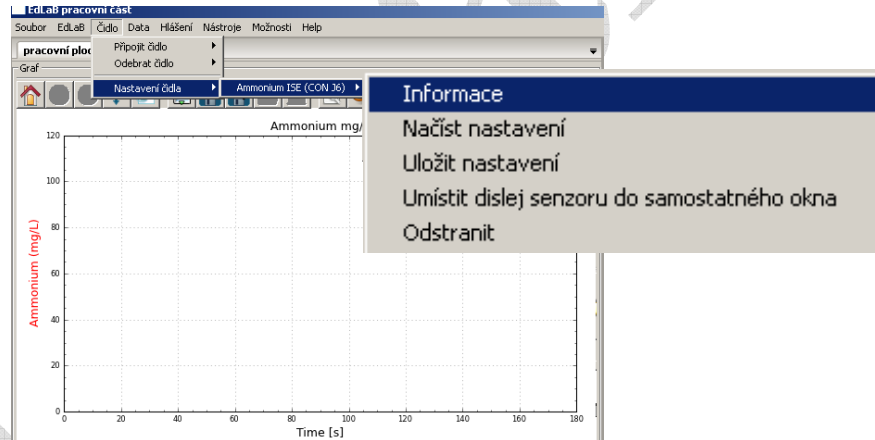 EdLaB pracovní část
Soubor EdLaB Čidlo Data Hlášení Nástroje Možnosti Help
pracovní
Připojit čidlo
Odebrat čidlo
Graf
Nastavení čidla
Ammonium ISE (CON J6)
Informace
Načíst nastavení
Uložit nastavení
Umístit dislej senzoru do samostatného okna
Odstranit
Ammonium mg/
120
100
80
60
40
20
0
Ammonium (mg/L)
0 20 40 60 80 100 120 140 160 180
Time [s]